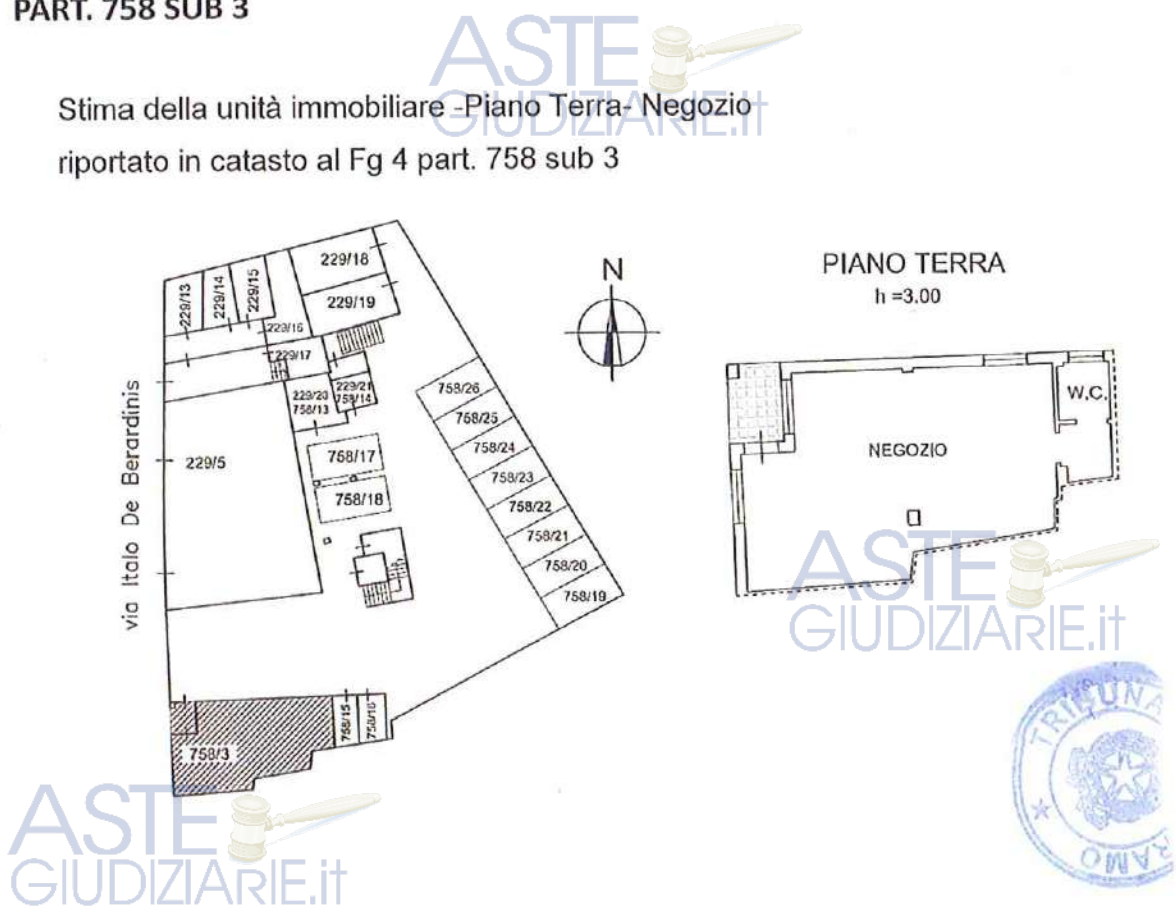 PART. 758 SUB 3
ASTE
GIUDIZIARIE.it
Stima della unità immobiliare -Piano Terra- Negozio
riportato in catasto al Fg 4 part. 758 sub 3
N
PIANO TERRA
h =3.00
229/13
229/14
229/15
229/18
229/19
229/16
229/17
229/20
758/13
229/21
758/14
via Italo De Berardinis
229/5
758/17
758/18
758/26
758/25
758/24
758/23
758/22
758/21
758/20
758/19
W.C.
NEGOZIO
758/3
758/15
758/16
ASTE
GIUDIZIARIE.it
ASTE
GIUDIZIARIE.it
TRIBUNA
RAMO